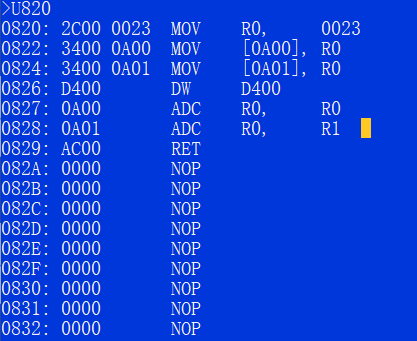 >U820
0820: 2C00 0023 MOV R0, 0023
0822: 3400 0A00 MOV [0A00], R0
0824: 3400 0A01 MOV [0A01], R0
0826: D400 DW D400
0827: 0A00 ADC R0, R0
0828: 0A01 ADC R0, R1
0829: AC00 RET
082A: 0000 NOP
082B: 0000 NOP
082C: 0000 NOP
082D: 0000 NOP
082E: 0000 NOP
082F: 0000 NOP
0830: 0000 NOP
0831: 0000 NOP
0832: 0000 NOP